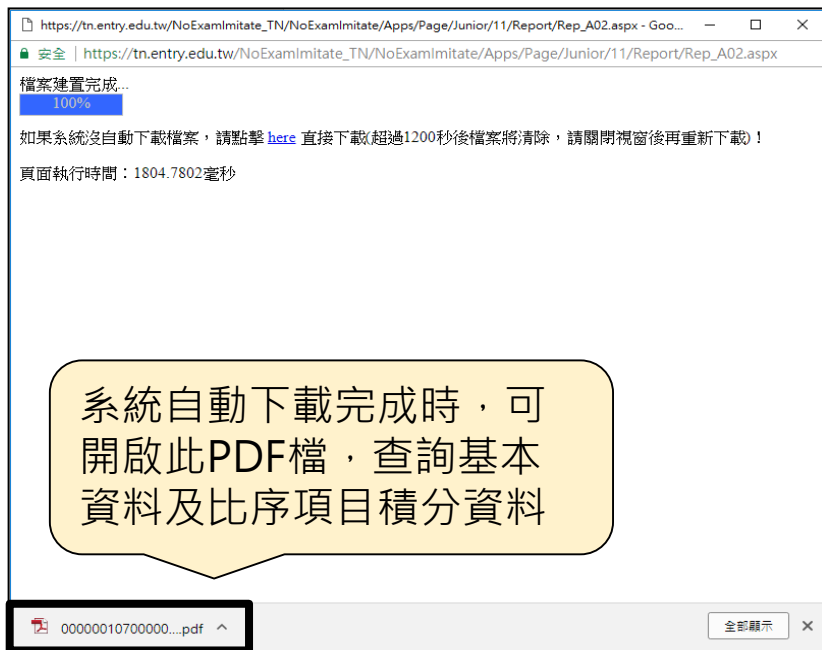 https://tn.entry.edu.tw/NoExamImitate_TN/NoExamImitate/Apps/Page/Junior/11/Report/Rep_A02.aspx - Goo...
安全 | https://tn.entry.edu.tw/NoExamImitate_TN/NoExamImitate/Apps/Page/Junior/11/Report/Rep_A02.aspx
檔案建置完成...
100%
如果系統沒自動下載檔案，請點擊 here 直接下載(超過1200秒後檔案將清除，請關閉視窗後再重新下載)！
頁面執行時間：1804.7802毫秒
系統自動下載完成時，可
開啟此PDF檔，查詢基本
資料及比序項目積分資料
00000010700000....pdf
全部顯示